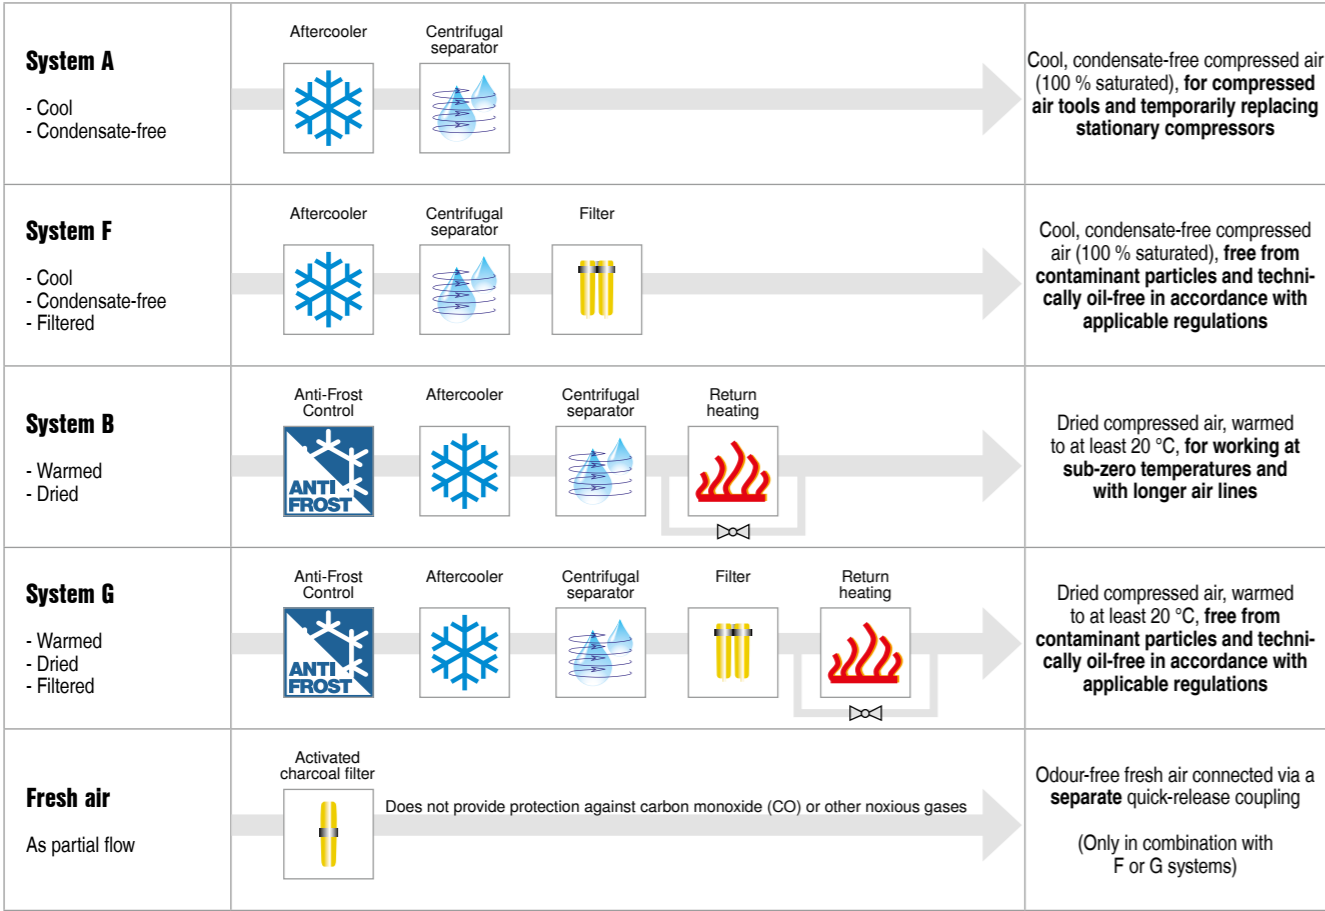 System A
- Cool
- Condensate-free
Aftercooler
Centrifugal
separator
Cool, condensate-free compressed air
(100 % saturated), for compressed
air tools and temporarily replacing
stationary compressors
System F
- Cool
- Condensate-free
- Filtered
Aftercooler
Centrifugal
separator
Filter
Cool, condensate-free compressed
air (100 % saturated), free from
contaminant particles and techni-
cally oil-free in accordance with
applicable regulations
System B
- Warmed
- Dried
Anti-Frost
Control
ANTI
FROST
Aftercooler
Centrifugal
separator
Return
heating
Dried compressed air, warmed
to at least 20 °C, for working at
sub-zero temperatures and
with longer air lines
System G
- Warmed
- Dried
- Filtered
Anti-Frost
Control
ANTI
FROST
Aftercooler
Centrifugal
separator
Filter
Return
heating
Dried compressed air, warmed
to at least 20 °C, free from
contaminant particles and techni-
cally oil-free in accordance with
applicable regulations
Fresh air
As partial flow
Activated
charcoal filter
Does not provide protection against carbon monoxide (CO) or other noxious gases
Odour-free fresh air connected via a
separate quick-release coupling
(Only in combination with
F or G systems)